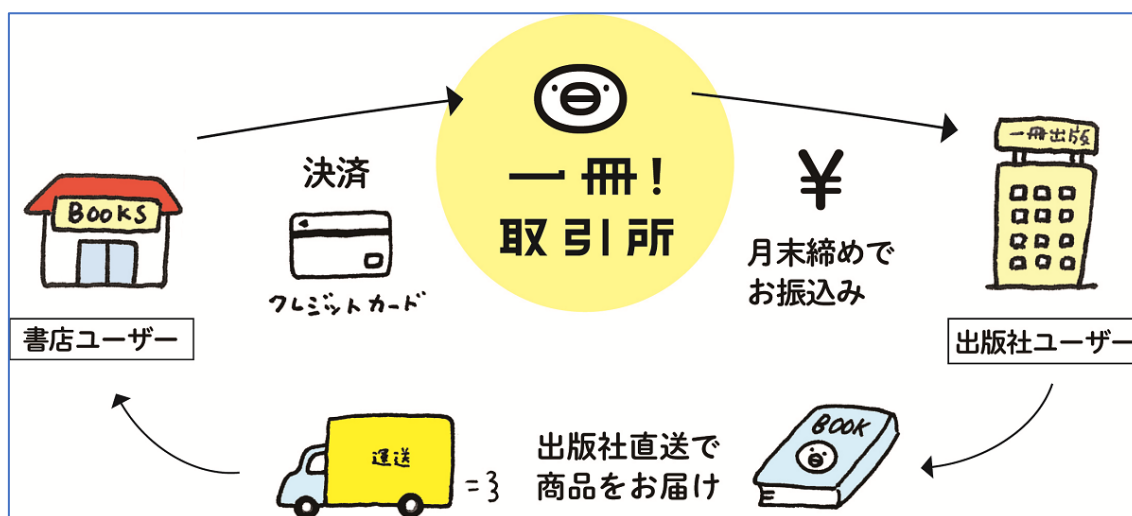 一冊!
取引所
一冊出版
BOOKS
決済
クレジットカード
¥
月末締めで
お振込み
書店ユーザー
出版社ユーザー
BOOK
運送
出版社直送で
商品をお届け